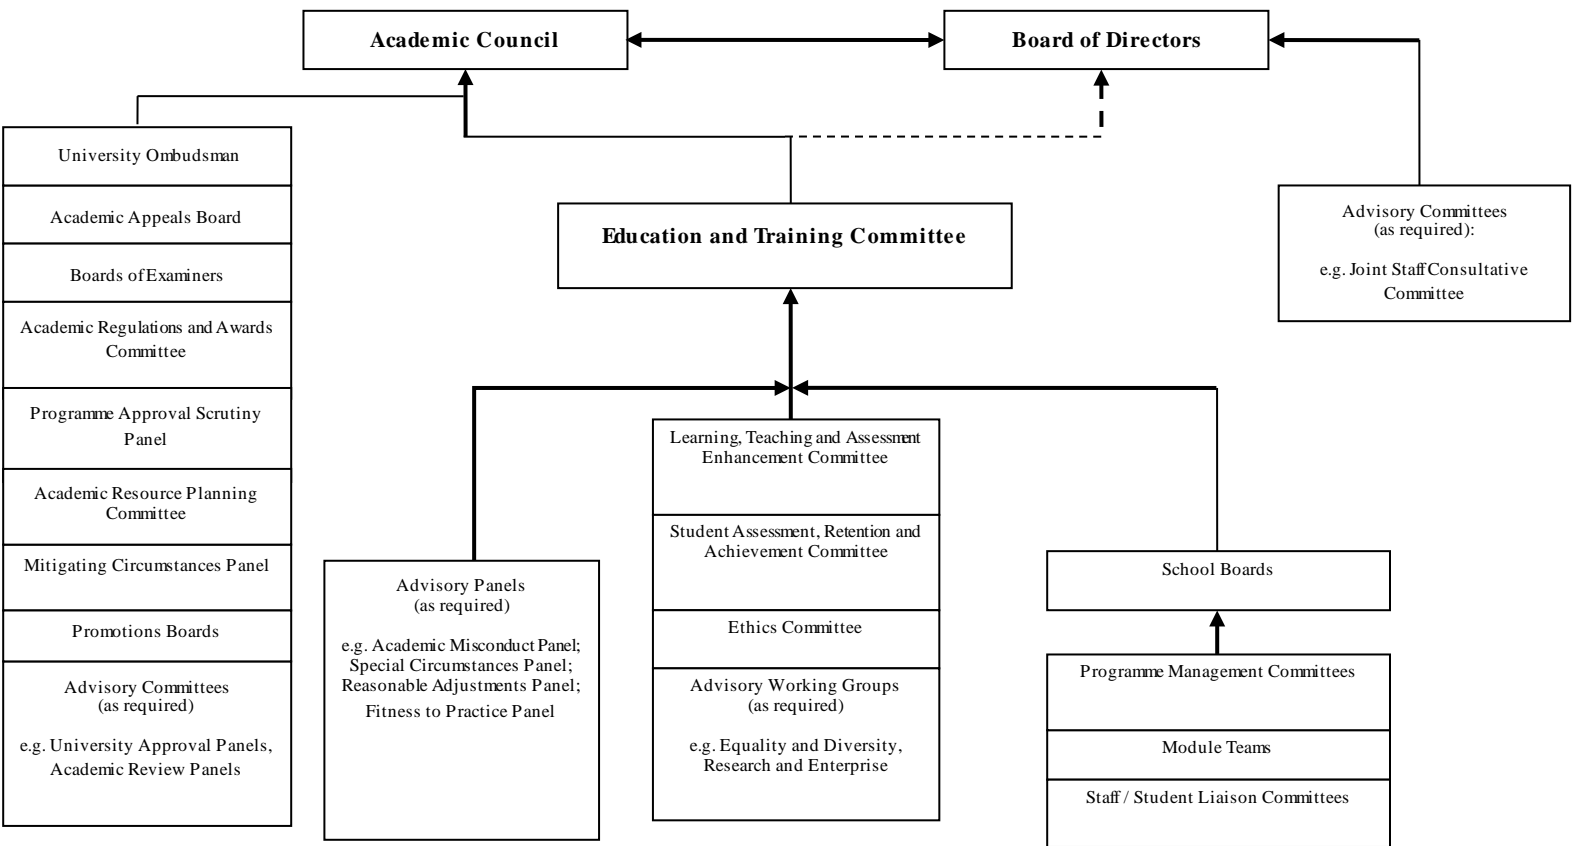 Academic Council
Board of Directors
University Ombudsman
Academic Appeals Board
Boards of Examiners
Academic Regulations and Awards
Committee
Programme Approval Scrutiny
Panel
Academic Resource Planning
Committee
Mitigating Circumstances Panel
Promotions Boards
Advisory Committees
(as required)
e.g. University Approval Panels,
Academic Review Panels
Education and Training Committee
Advisory Committees
(as required):
e.g. Joint Staff Consultative
Committee
Advisory Panels
(as required)
e.g. Academic Misconduct Panel;
Special Circumstances Panel;
Reasonable Adjustments Panel;
Fitness to Practice Panel
Learning, Teaching and Assessment
Enhancement Committee
Student Assessment, Retention and
Achievement Committee
Ethics Committee
Advisory Working Groups
(as required)
e.g. Equality and Diversity,
Research and Enterprise
School Boards
Programme Management Committees
Module Teams
Staff / Student Liaison Committees